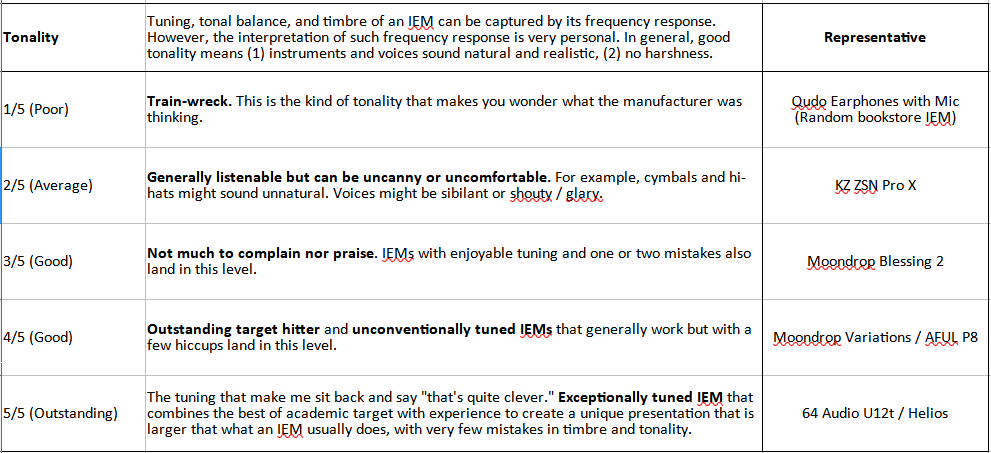 Tonality
Tuning, tonal balance, and timbre of an IEM can be captured by its frequency response.
However, the interpretation of such frequency response is very personal. In general, good
tonality means (1) instruments and voices sound natural and realistic, (2) no harshness.
Representative
1/5 (Poor)
Train-wreck. This is the kind of tonality that makes you wonder what the manufacturer was
thinking.
Qudo Earphones with Mic
(Random bookstore IEM)
2/5 (Average)
Generally listenable but can be uncanny or uncomfortable. For example, cymbals and hi-
hats might sound unnatural. Voices might be sibilant or shouty / glary.
KZ ZSN Pro X
3/5 (Good)
Not much to complain nor praise. IEMs with enjoyable tuning and one or two mistakes also
land in this level.
Moondrop Blessing 2
4/5 (Good)
Outstanding target hitter and unconventionally tuned IEMs that generally work but with a
few hiccups land in this level.
Moondrop Variations / AFUL P8
5/5 (Outstanding)
The tuning that make me sit back and say "that's quite clever." Exceptionally tuned IEM that
combines the best of academic target with experience to create a unique presentation that is
larger that what an IEM usually does, with very few mistakes in timbre and tonality.
64 Audio U12t / Helios